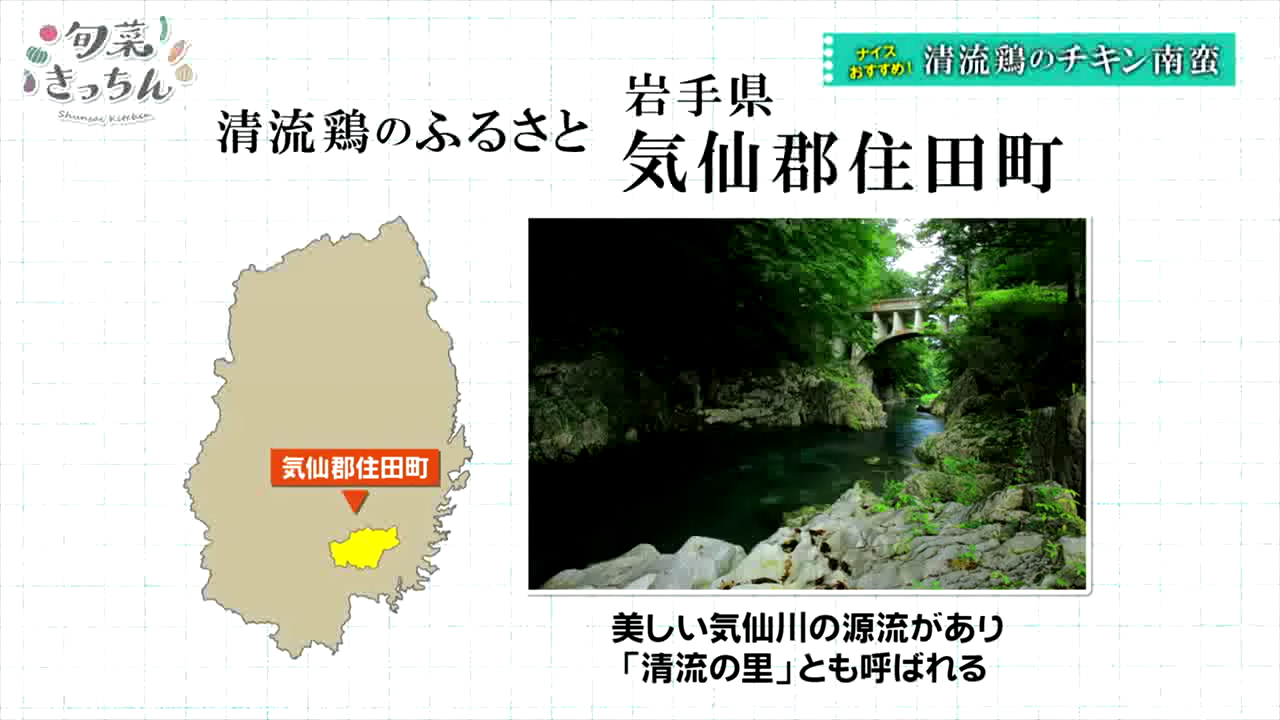 旬菜
きっちん
Shunsai Kitchen
ナイス
おすすめ!
清流鶏のチキン南蛮
清流鶏のふるさと
岩手県
気仙郡住田町
気仙郡住田町
美しい気仙川の源流があり
「清流の里」とも呼ばれる